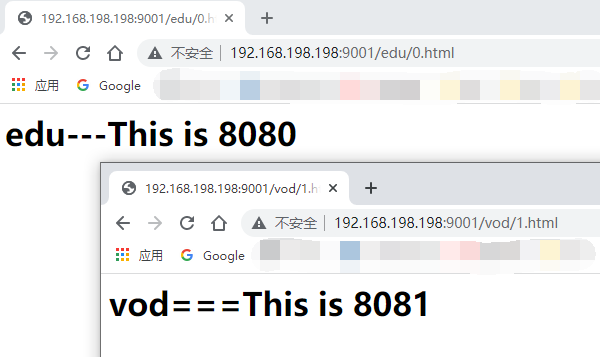 192.168.198.198:9001/edu/0.html
不安全 | 192.168.198.198:9001/edu/0.html
应用 Google
edu---This is 8080
192.168.198.198:9001/vod/1.h
不安全 | 192.168.198.198:9001/vod/1.html
应用 Google
vod===This is 8081